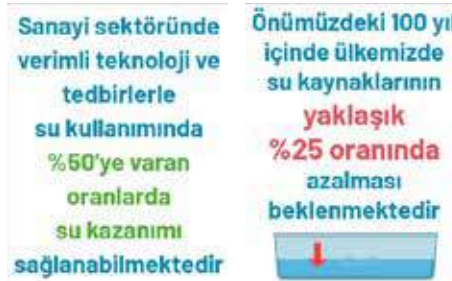 Sanayi sektöründe
verimli teknoloji ve
tedbirlerle
su kullanımında
%50'ye varan
oranlarda
su kazanımı
sağlanabilmektedir
Önümüzdeki 100 yıl
içinde ülkemizde
su kaynaklarının
yaklaşık
%25 oranında
azalması
beklenmektedir